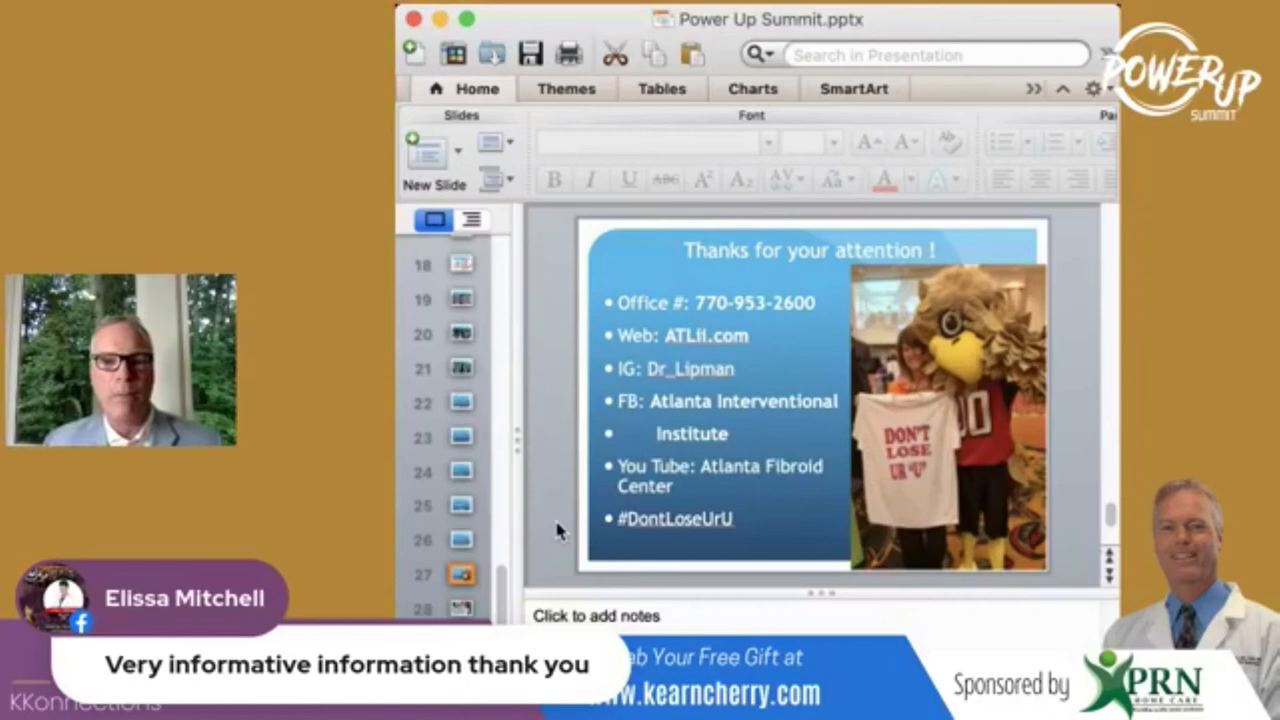 Power Up Summit.pptx
Search in Presentation
POWER UP
SUMMIT
Home
Themes
Tables
Charts
SmartArt
Slides
Font
New Slide
B
I
U
ABC
18
19
20
21
22
23
24
25
26
27
28
Thanks for your attention !
• Office #: 770-953-2600
• Web: ATLii.com
• IG: Dr_Lipman
• FB: Atlanta Interventional
• Institute
• You Tube: Atlanta Fibroid
Center
• #DontLoseUrU
DON'T
LOSE
UR "U"
00
Click to add notes
Elissa Mitchell
Very informative information thank you
Your Free Gift at
.kearncherry.com
Sponsored by
PRN
HOME CARE